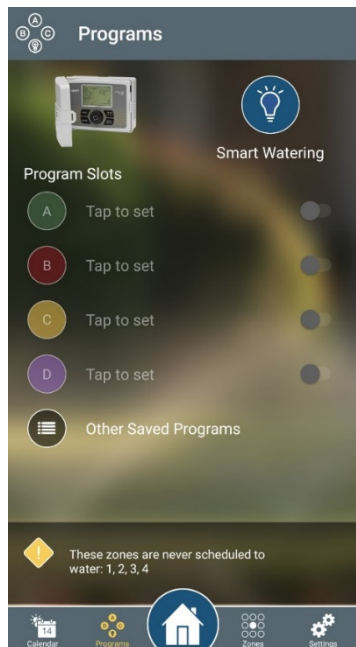 A
B C
Programs
Smart Watering
Program Slots
A Tap to set
B Tap to set
C Tap to set
D Tap to set
Other Saved Programs
These zones are never scheduled to
water: 1, 2, 3, 4
14
Calendar Programs Zones Settings